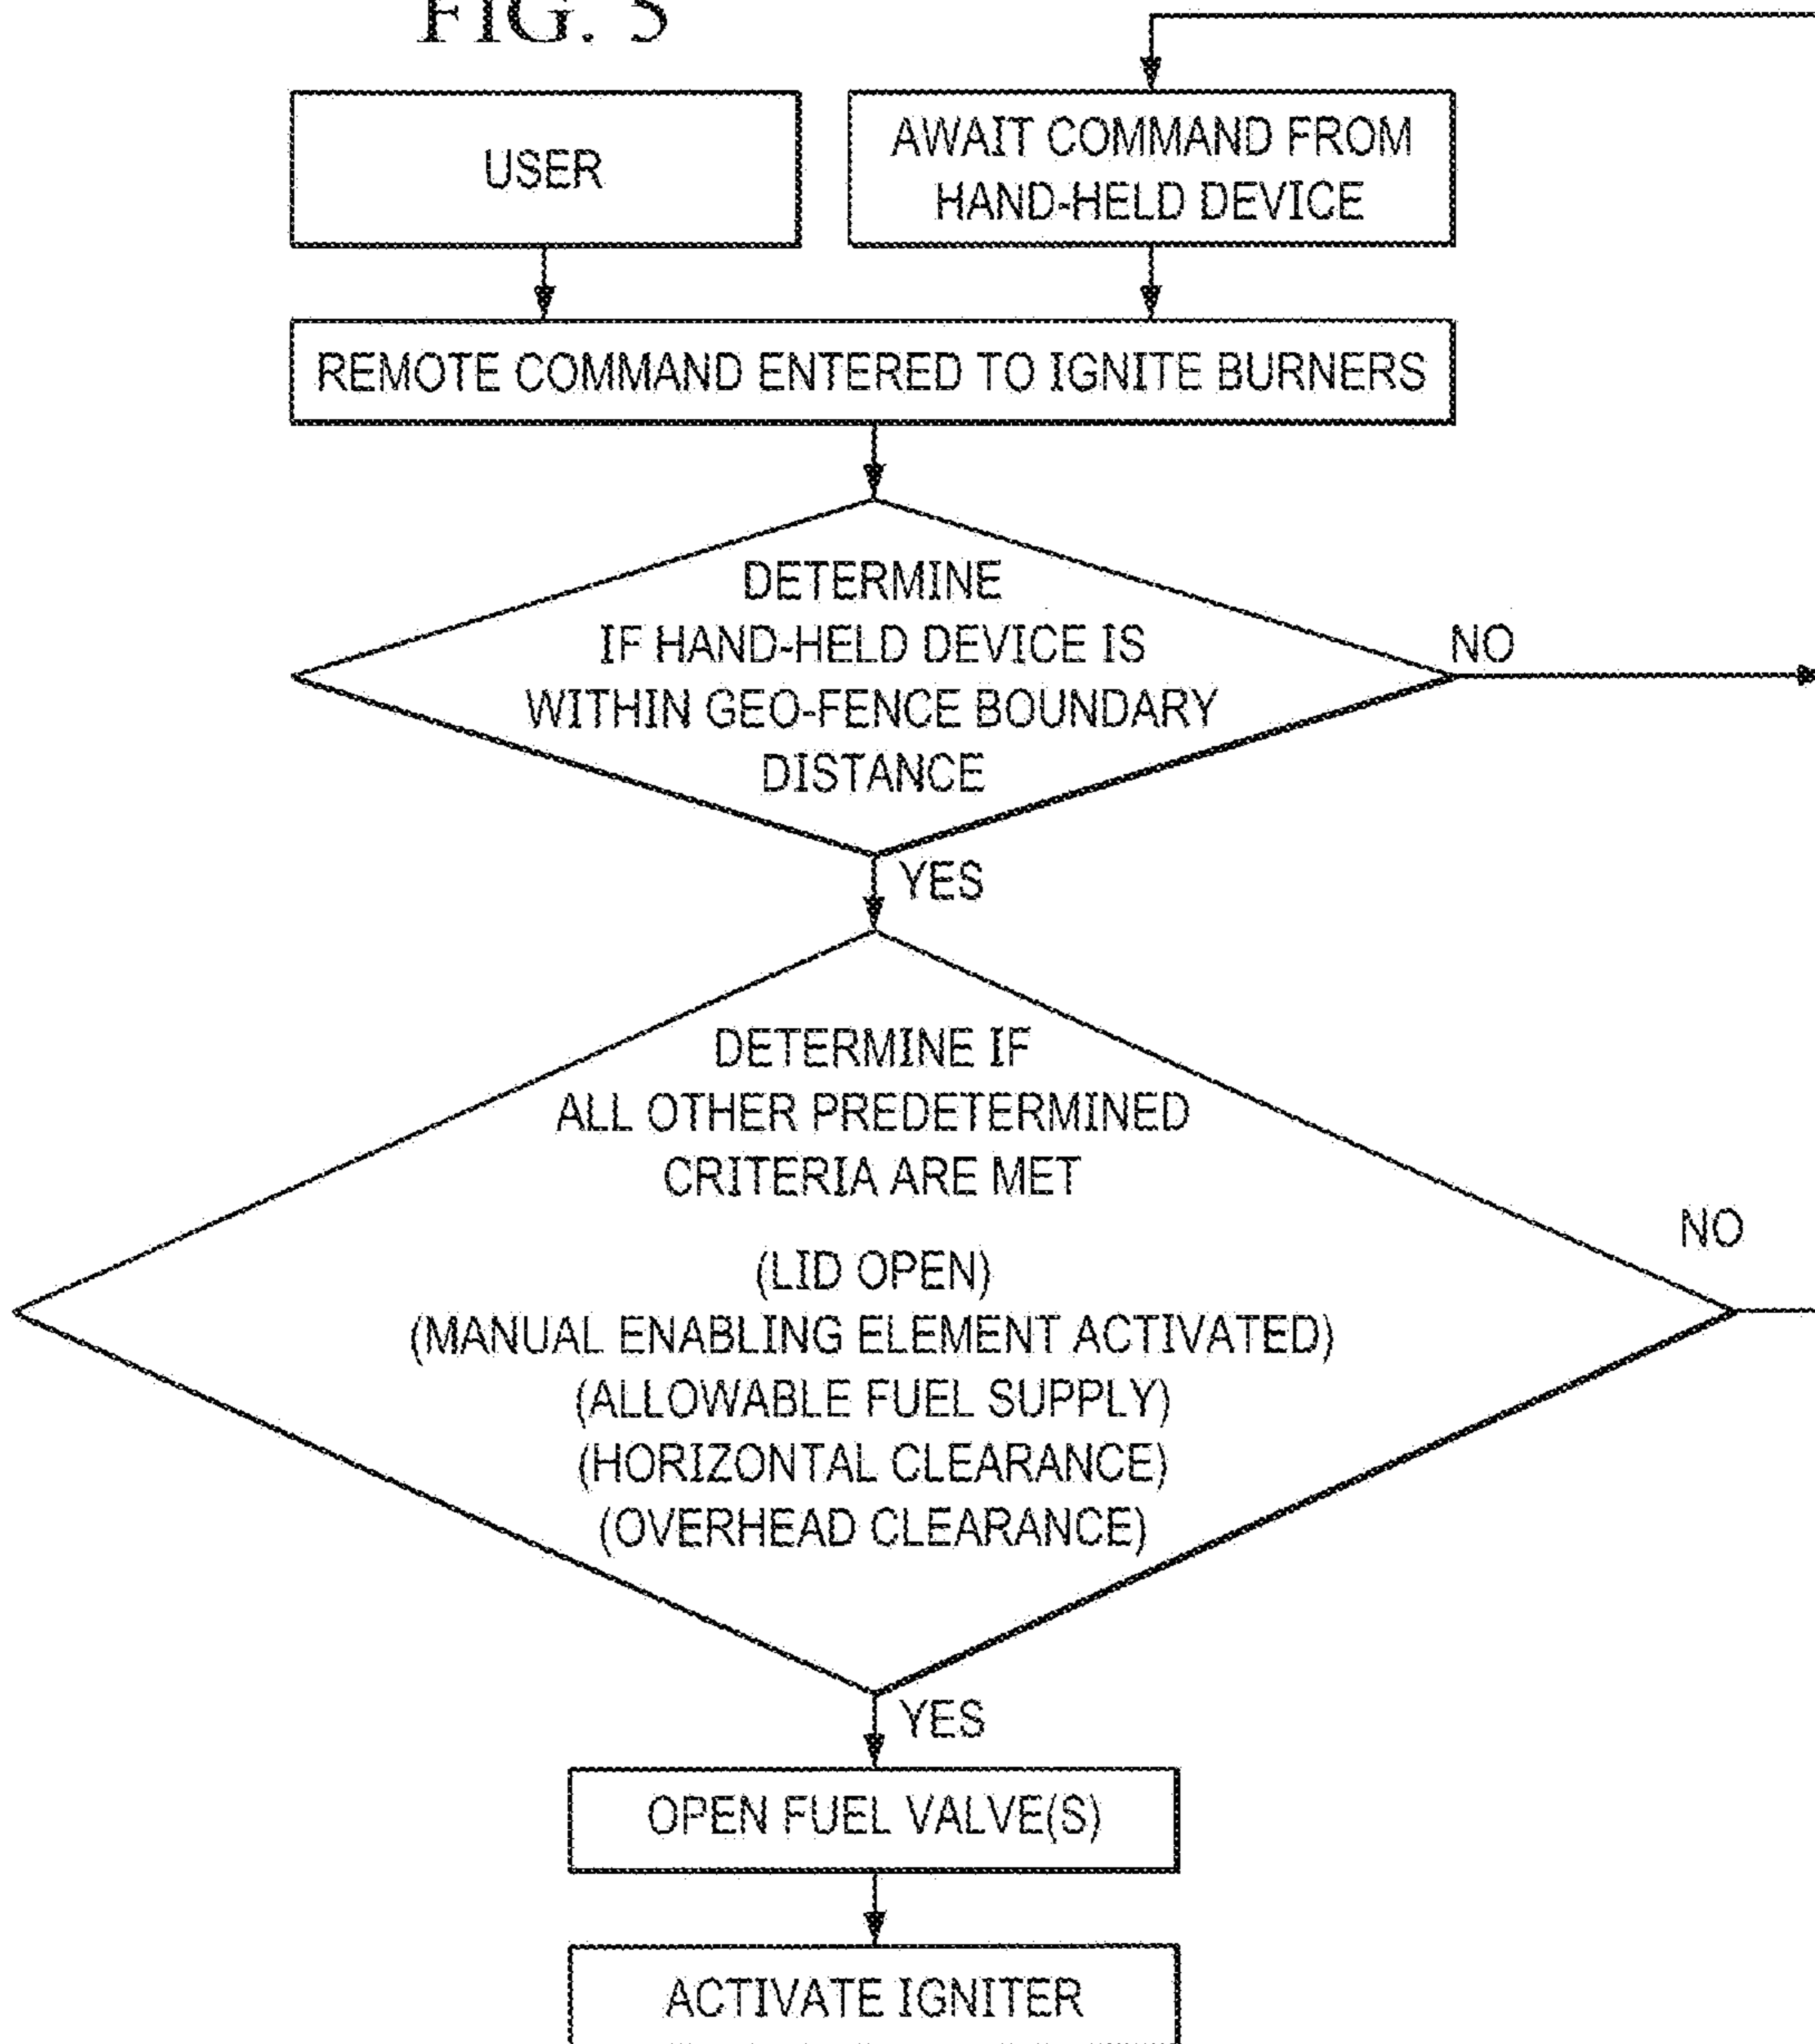 FIG. 5
USER
AWAIT COMMAND FROM
HAND-HELD DEVICE
REMOTE COMMAND ENTERED TO IGNITE BURNERS
DETERMINE
IF HAND-HELD DEVICE IS
WITHIN GEO-FENCE BOUNDARY
DISTANCE
NO
YES
DETERMINE IF
ALL OTHER PREDETERMINED
CRITERIA ARE MET
(LID OPEN)
(MANUAL ENABLING ELEMENT ACTIVATED)
(ALLOWABLE FUEL SUPPLY)
(HORIZONTAL CLEARANCE)
(OVERHEAD CLEARANCE)
NO
YES
OPEN FUEL VALVE(S)
ACTIVATE IGNITER